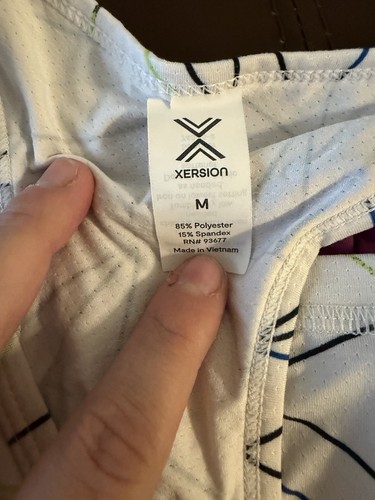 XERSION
M
85% Polyester
15% Spandex
RN# 93677
Made in Vietnam